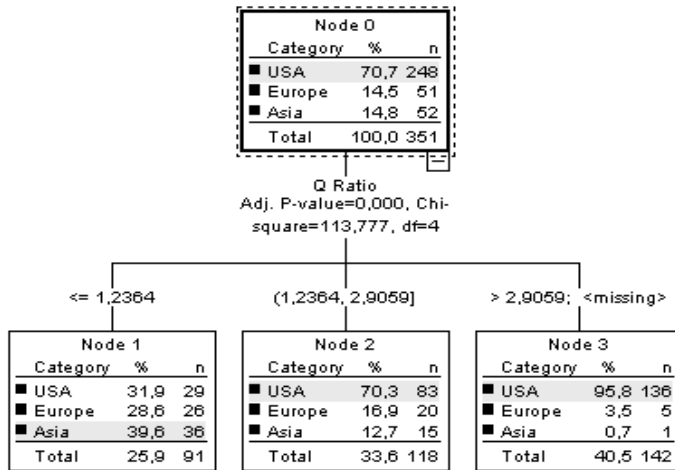 Node 0
Category % n
USA 70,7 248
Europe 14,5 51
Asia 14,8 52
Total 100,0 351
Q Ratio
Adj. P-value=0,000, Chi-
square=113,777, df=4
<= 1,2364
(1,2364, 2,9059]
> 2,9059; <missing>
Node 1
Category % n
USA 31,9 29
Europe 28,6 26
Asia 39,6 36
Total 25,9 91
Node 2
Category % n
USA 70,3 83
Europe 16,9 20
Asia 12,7 15
Total 33,6 118
Node 3
Category % n
USA 95,8 136
Europe 3,5 5
Asia 0,7 1
Total 40,5 142